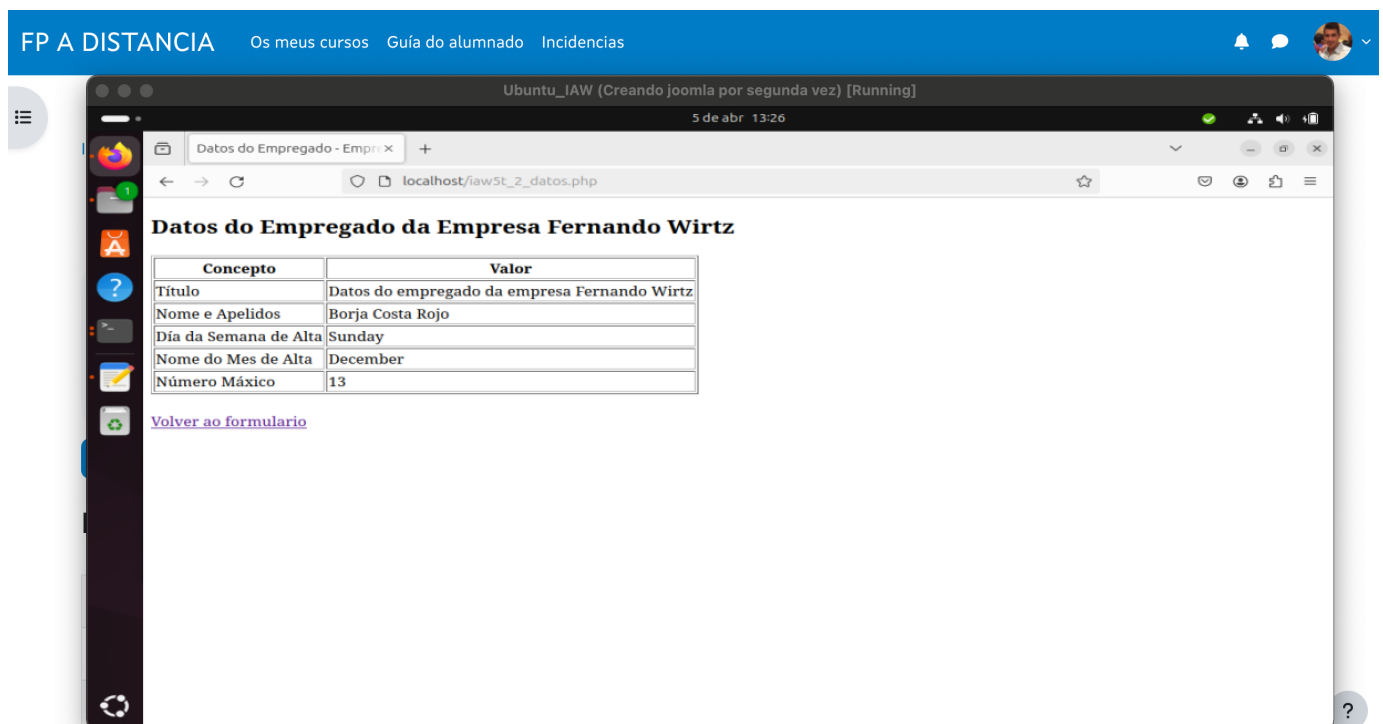 FP A DISTANCIA Os meus cursos Guía do alumnado Incidencias
Ubuntu_IAW (Creando joomla por segunda vez) [Running]
5 de abr 13:26
Datos do Empregado - Empr
localhost/iaw5t_2_datos.php
1
Datos do Empregado da Empresa Fernando Wirtz
Concepto Valor
Título Datos do empregado da empresa Fernando Wirtz
Nome e Apelidos Borja Costa Rojo
Día da Semana de Alta Sunday
Nome do Mes de Alta December
Número Máxico 13
Volver ao formulario
?